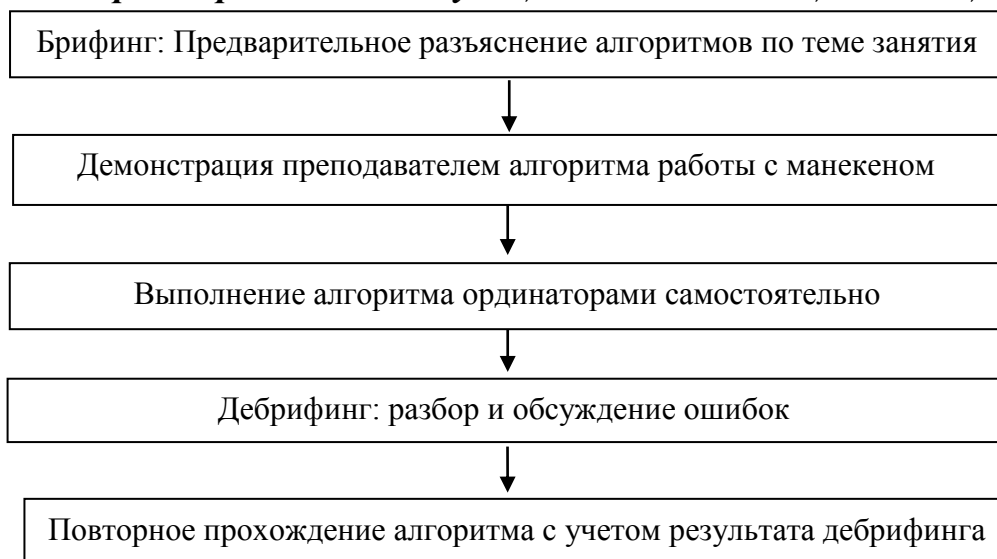 Брифинг: Предварительное разъяснение алгоритмов по теме занятия
Демонстрация преподавателем алгоритма работы с манекеном
Выполнение алгоритма ординаторами самостоятельно
Дебрифинг: разбор и обсуждение ошибок
Повторное прохождение алгоритма с учетом результата дебрифинга